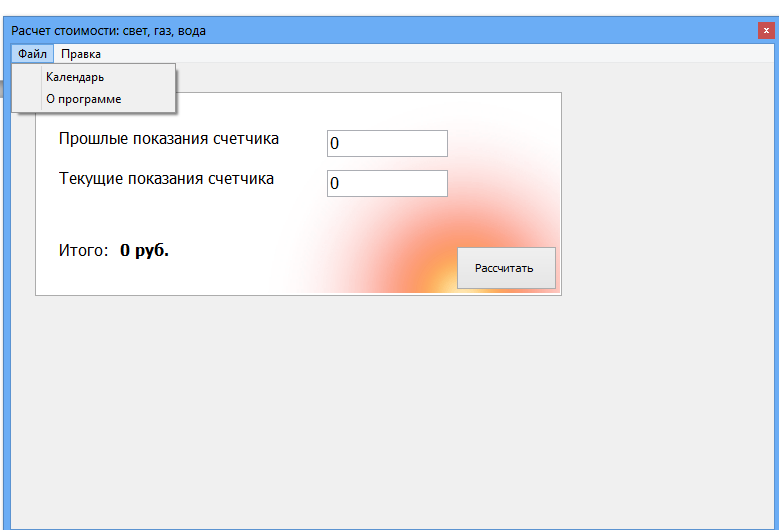 Расчет стоимости: свет, газ, вода
x
Файл Правка
Календарь
О программе
Прошлые показания счетчика 0
Текущие показания счетчика 0
Итого: 0 руб.
Рассчитать